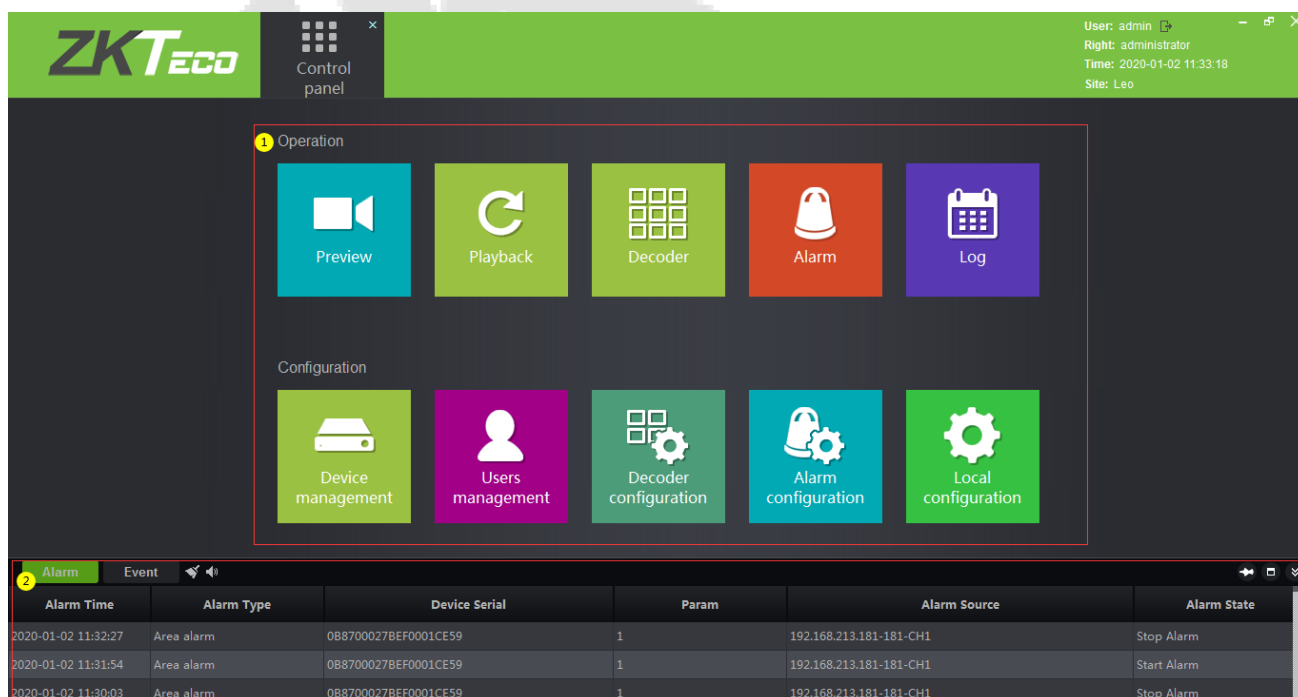 ZKTECO
Control
panel
User: admin
Right: administrator
Time: 2020-01-02 11:33:18
Site: Leo
1 Operation
Preview Playback Decoder Alarm Log
Configuration
Device management Users management Decoder configuration Alarm configuration Local configuration
2 Alarm Event
Alarm Time Alarm Type Device Serial Param Alarm Source Alarm State
2020-01-02 11:32:27 Area alarm 0B8700027BEF0001CE59 1 192.168.213.181-181-CH1 Stop Alarm
2020-01-02 11:31:54 Area alarm 0B8700027BEF0001CE59 1 192.168.213.181-181-CH1 Start Alarm
2020-01-02 11:30:03 Area alarm 0B8700027BEF0001CE59 1 192.168.213.181-181-CH1 Stop Alarm